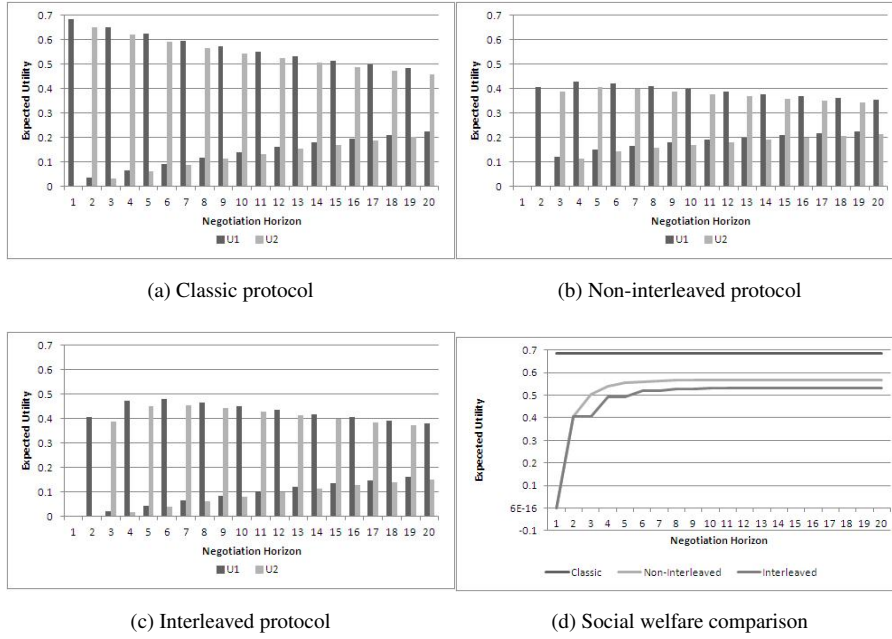 0.7
0.6
0.5
0.4
0.3
0.2
0.1
0
Expected Utility
1 2 3 4 5 6 7 8 9 10 11 12 13 14 15 16 17 18 19 20
Negotiation Horizon
U1 U2
(a) Classic protocol
0.7
0.6
0.5
0.4
0.3
0.2
0.1
0
Expected Utility
1 2 3 4 5 6 7 8 9 10 11 12 13 14 15 16 17 18 19 20
Negotiation Horizon
U1 U2
(b) Non-interleaved protocol
0.7
0.6
0.5
0.4
0.3
0.2
0.1
0
Expected Utility
1 2 3 4 5 6 7 8 9 10 11 12 13 14 15 16 17 18 19 20
Negotiation Horizon
U1 U2
(c) Interleaved protocol
0.7
0.6
0.5
0.4
0.3
0.2
0.1
6E-16
-0.1
Expeceted Utility
1 2 3 4 5 6 7 8 9 10 11 12 13 14 15 16 17 18 19 20
Negotiation Horizon
Classic Non-Interleaved Interleaved
(d) Social welfare comparison